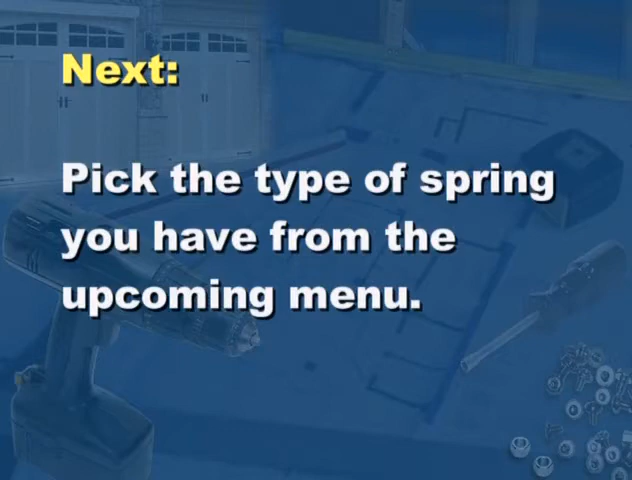 Next:
Pick the type of spring
you have from the
upcoming menu.